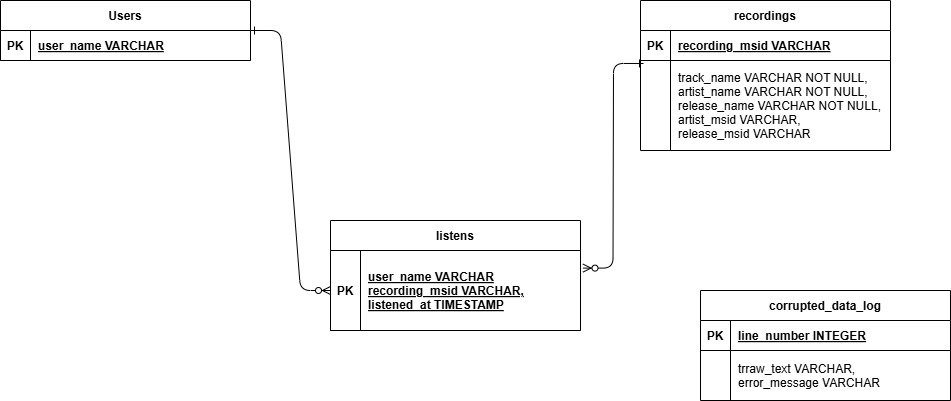 Users
PK
user_name VARCHAR
recordings
PK
recording_msid VARCHAR
track_name VARCHAR NOT NULL,
artist_name VARCHAR NOT NULL,
release_name VARCHAR NOT NULL,
artist_msid VARCHAR,
release_msid VARCHAR
listens
PK
user_name VARCHAR
recording_msid VARCHAR,
listened_at TIMESTAMP
corrupted_data_log
PK
line_number INTEGER
trraw_text VARCHAR,
error_message VARCHAR